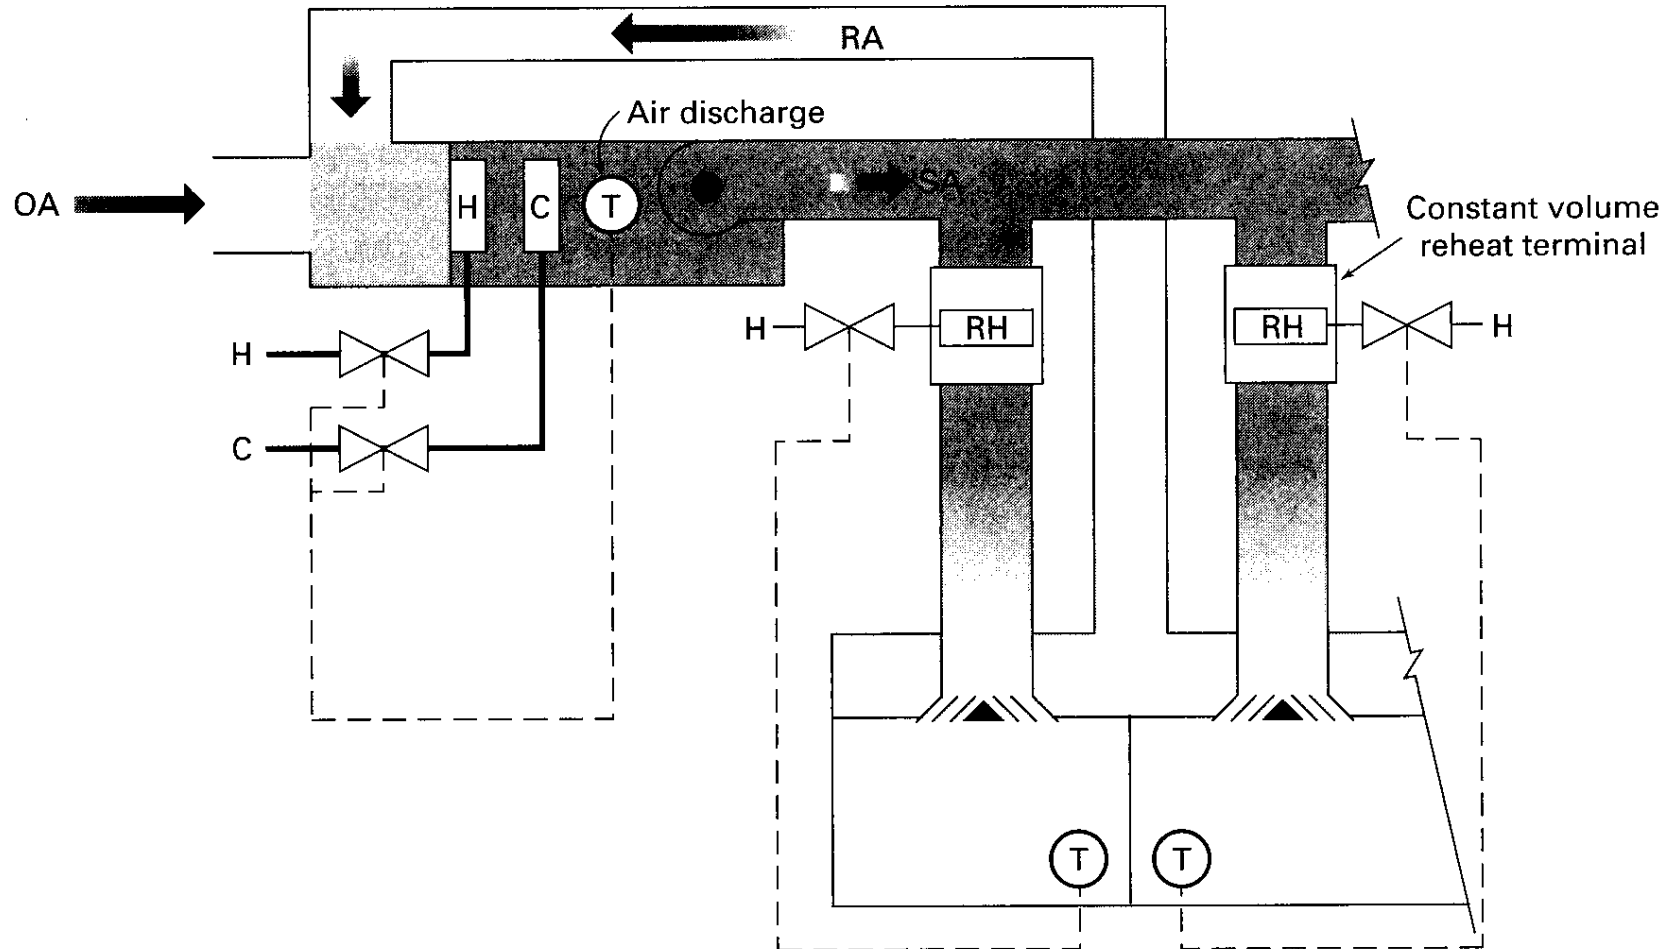 RA
Air discharge
OA
H
C
T
SA
Constant volume
reheat terminal
H
RH
RH
H
H
C
T
T